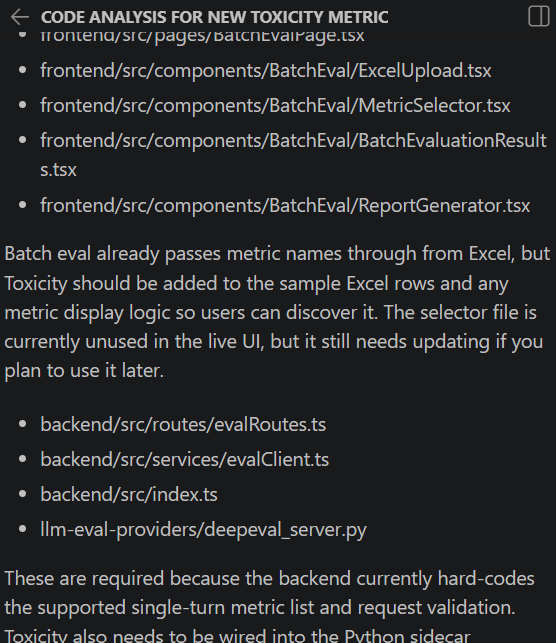 CODE ANALYSIS FOR NEW TOXICITY METRIC
• frontend/src/pages/BatchEvalPage.tsx
• frontend/src/components/BatchEval/ExcelUpload.tsx
• frontend/src/components/BatchEval/MetricSelector.tsx
• frontend/src/components/BatchEval/BatchEvaluationResult
s.tsx
• frontend/src/components/BatchEval/ReportGenerator.tsx
Batch eval already passes metric names through from Excel, but
Toxicity should be added to the sample Excel rows and any
metric display logic so users can discover it. The selector file is
currently unused in the live UI, but it still needs updating if you
plan to use it later.
• backend/src/routes/evalRoutes.ts
• backend/src/services/evalClient.ts
• backend/src/index.ts
• llm-eval-providers/deepeval_server.py
These are required because the backend currently hard-codes
the supported single-turn metric list and request validation.
Toxicity also needs to be wired into the Python sidecar